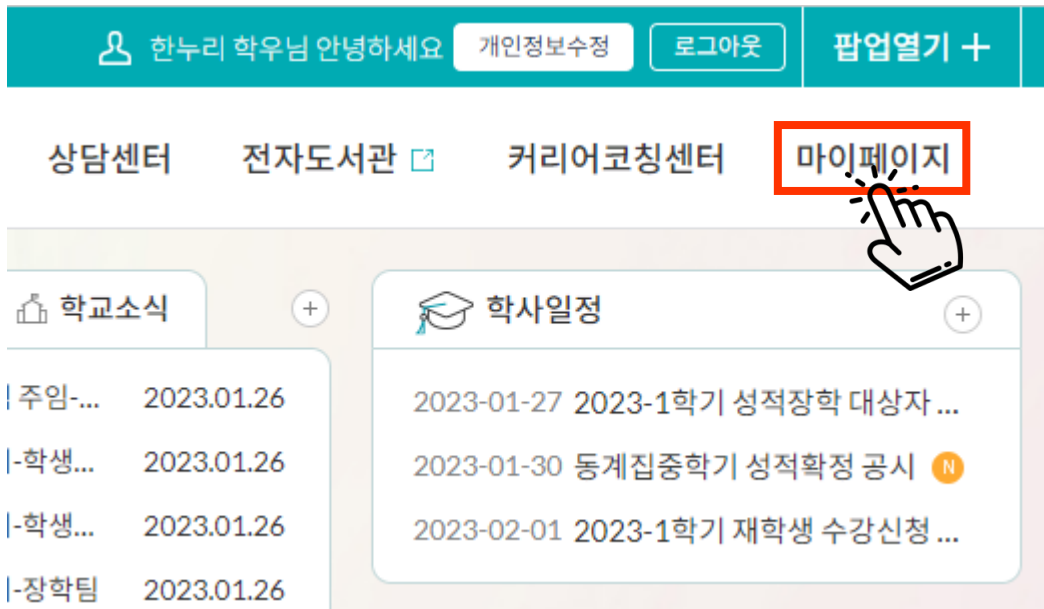 한누리 학우님 안녕하세요 개인정보수정 로그아웃 팝업열기
상담센터 전자도서관 커리어코칭센터 마이페이지
학교소식
주임-... 2023.01.26
-학생... 2023.01.26
-학생... 2023.01.26
-장학팀 2023.01.26
학사일정
2023-01-27 2023-1학기 성적장학 대상자 ...
2023-01-30 동계집중학기 성적확정 공시 N
2023-02-01 2023-1학기 재학생 수강신청 ...